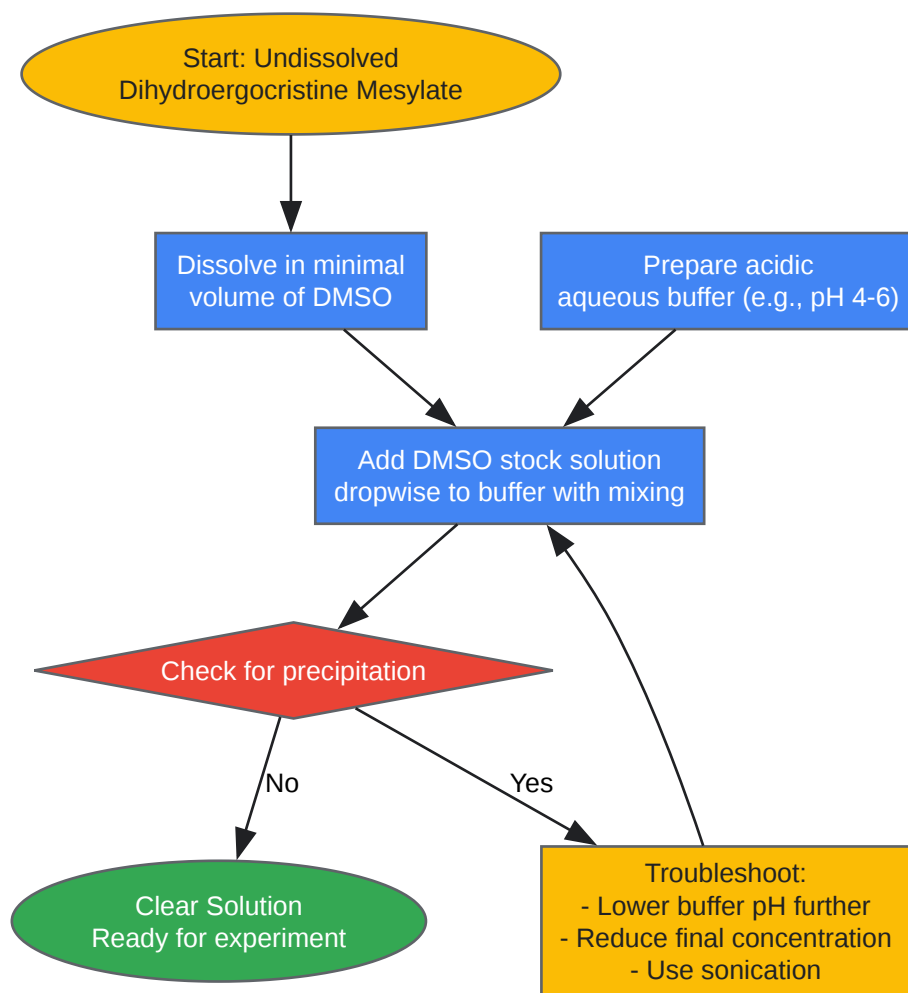 Start: Undissolved
Dihydroergocristine Mesylate
Dissolve in minimal
volume of DMSO
Prepare acidic
aqueous buffer (e.g., pH 4-6)
Add DMSO stock solution
dropwise to buffer with mixing
Check for precipitation
No
Yes
Clear Solution
Ready for experiment
Troubleshoot:
- Lower buffer pH further
- Reduce final concentration
- Use sonication